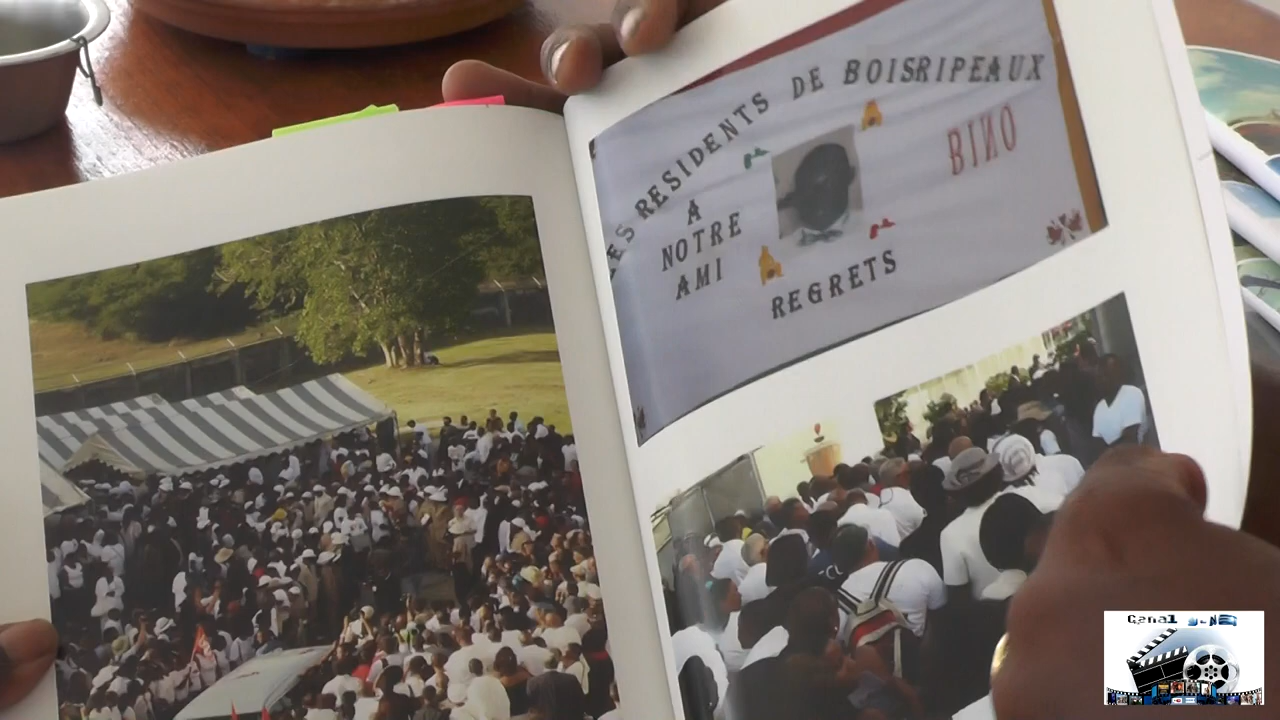 LES RESIDENTS DE BOISRIPEAUX
A
NOTRE
AMI
BINO
REGRETS
Canal